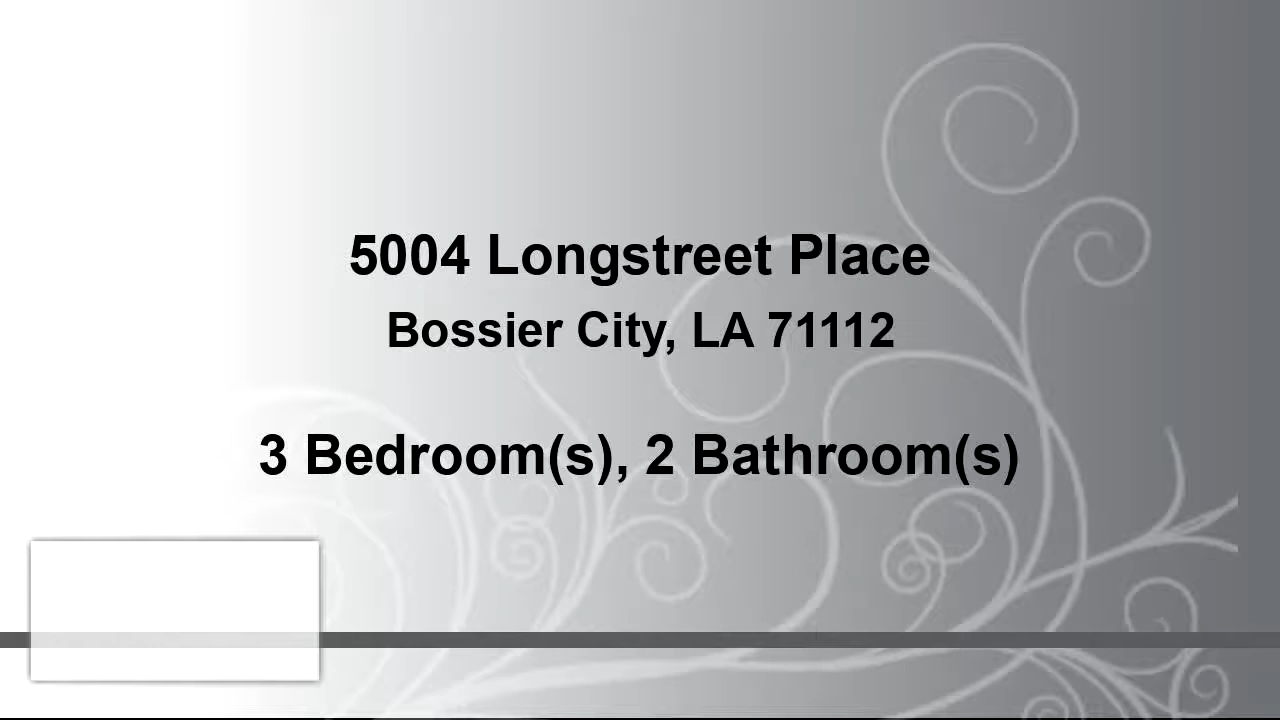 5004 Longstreet Place
Bossier City, LA 71112
3 Bedroom(s), 2 Bathroom(s)